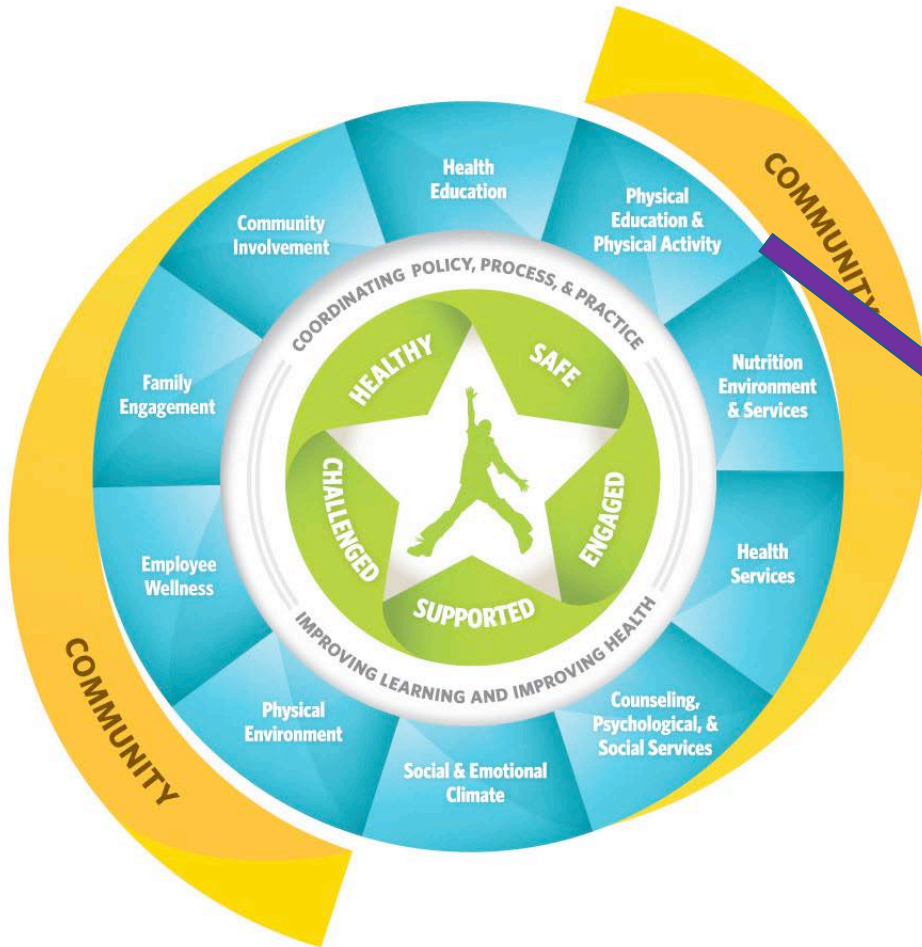 COMMUNITY
Health
Education
Physical
Education &
Physical Activity
Nutrition
Environment
& Services
Health
Services
Counseling,
Psychological, &
Social Services
Social & Emotional
Climate
Physical
Environment
Employee
Wellness
Family
Engagement
Community
Involvement
COORDINATING POLICY, PROCESS, & PRACTICE
IMPROVING LEARNING AND IMPROVING HEALTH
HEALTHY
SAFE
ENGAGED
SUPPORTED
CHALLENGED
COMMUNITY